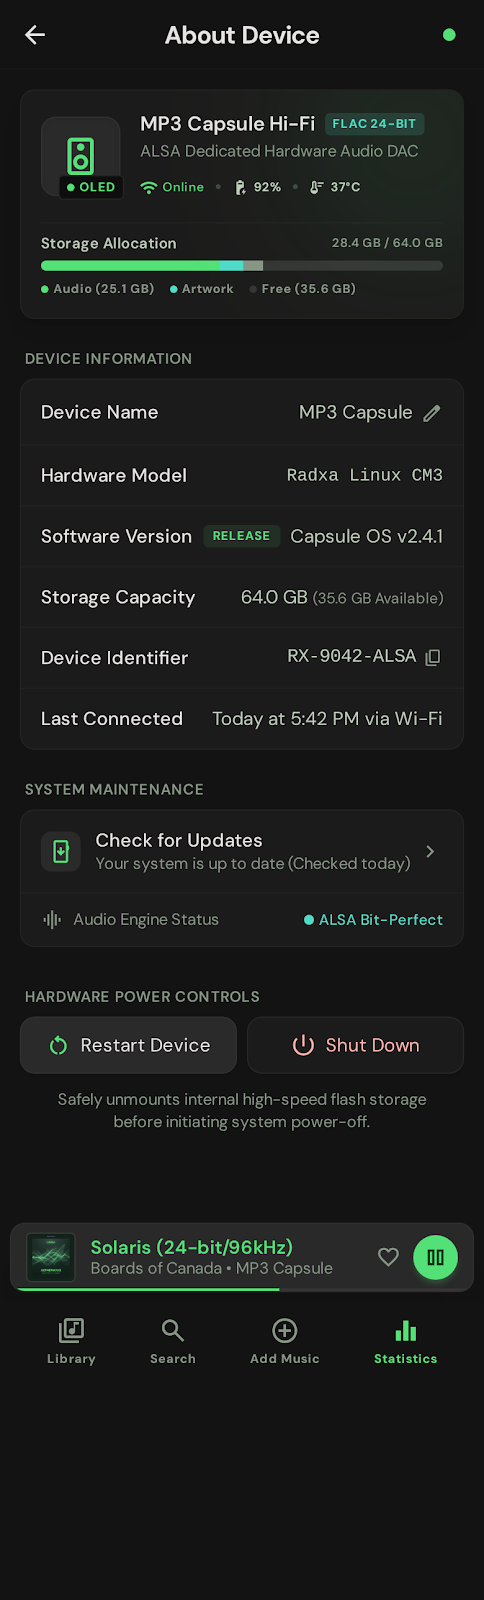 About Device
MP3 Capsule Hi-Fi FLAC 24-BIT
ALSA Dedicated Hardware Audio DAC
OLED
Online • 92% • 37°C
Storage Allocation 28.4 GB / 64.0 GB
Audio (25.1 GB) Artwork Free (35.6 GB)
DEVICE INFORMATION
Device Name MP3 Capsule
Hardware Model Radxa Linux CM3
Software Version RELEASE Capsule OS v2.4.1
Storage Capacity 64.0 GB (35.6 GB Available)
Device Identifier RX-9042-ALSA
Last Connected Today at 5:42 PM via Wi-Fi
SYSTEM MAINTENANCE
Check for Updates
Your system is up to date (Checked today)
Audio Engine Status ALSA Bit-Perfect
HARDWARE POWER CONTROLS
Restart Device Shut Down
Safely unmounts internal high-speed flash storage
before initiating system power-off.
Solaris (24-bit/96kHz)
Boards of Canada • MP3 Capsule
Library Search Add Music Statistics